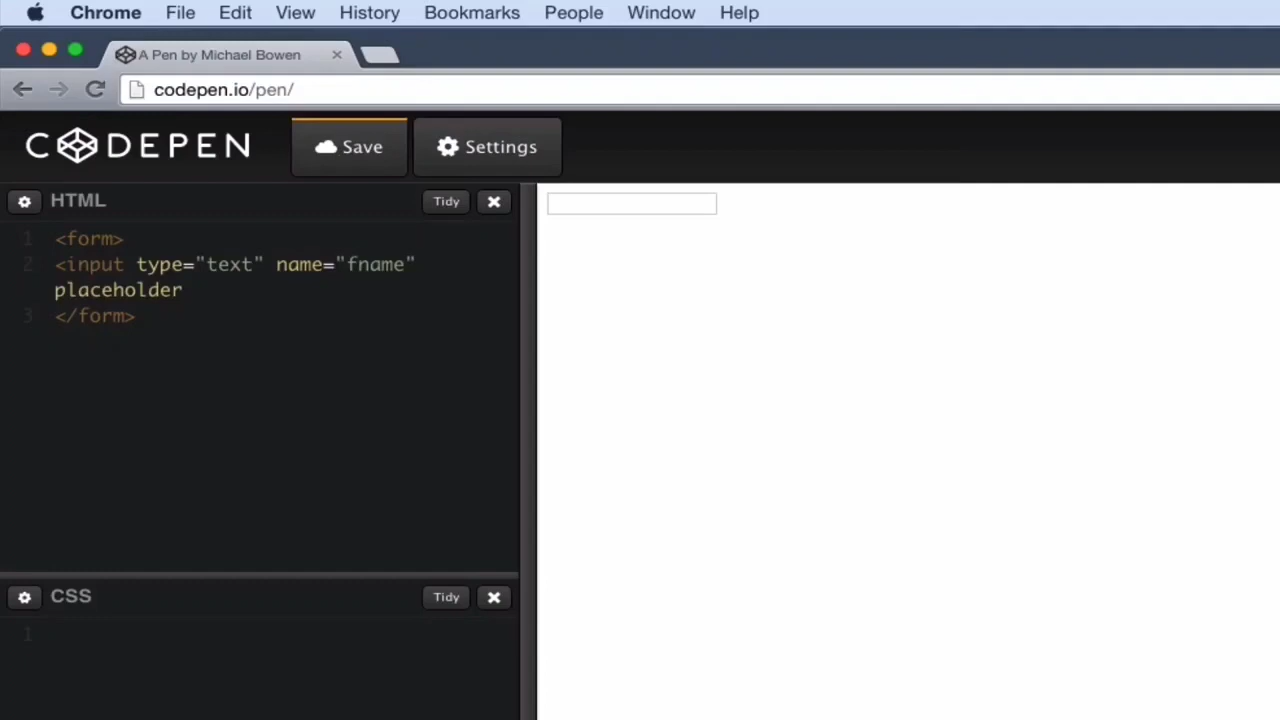 Chrome File Edit View History Bookmarks People Window Help
A Pen by Michael Bowen
codepen.io/pen/
CODEPEN Save Settings
HTML Tidy
1 <form>
2 <input type="text" name="fname"
placeholder
3 </form>
CSS Tidy
1